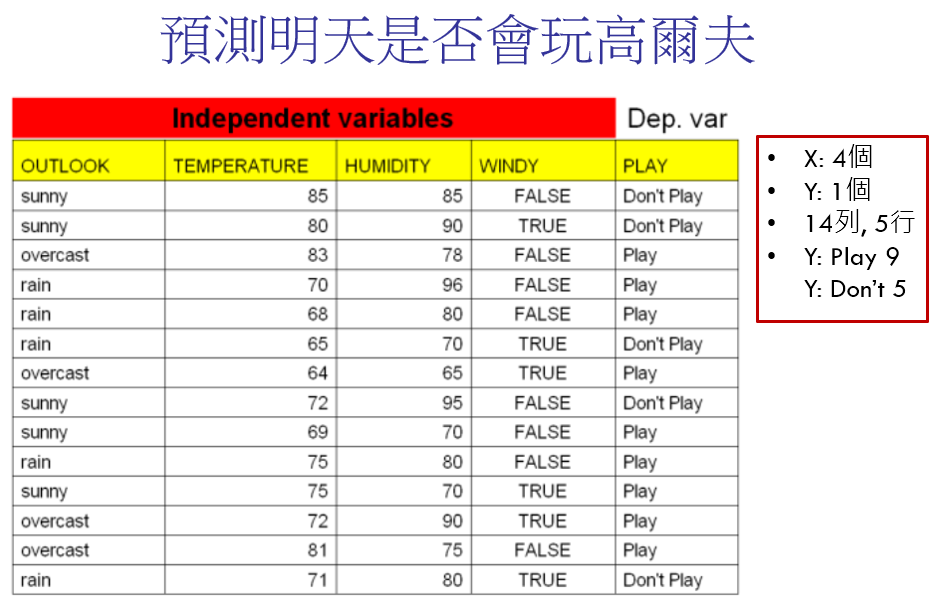 預測明天是否會玩高爾夫
Independent variables Dep. var
OUTLOOK TEMPERATURE HUMIDITY WINDY PLAY
sunny 85 85 FALSE Don't Play
sunny 80 90 TRUE Don't Play
overcast 83 78 FALSE Play
rain 70 96 FALSE Play
rain 68 80 FALSE Play
rain 65 70 TRUE Don't Play
overcast 64 65 TRUE Play
sunny 72 95 FALSE Don't Play
sunny 69 70 FALSE Play
rain 75 80 FALSE Play
sunny 75 70 TRUE Play
overcast 72 90 TRUE Play
overcast 81 75 FALSE Play
rain 71 80 TRUE Don't Play
• X: 4個
• Y: 1個
• 14列, 5行
• Y: Play 9
Y: Don’t 5